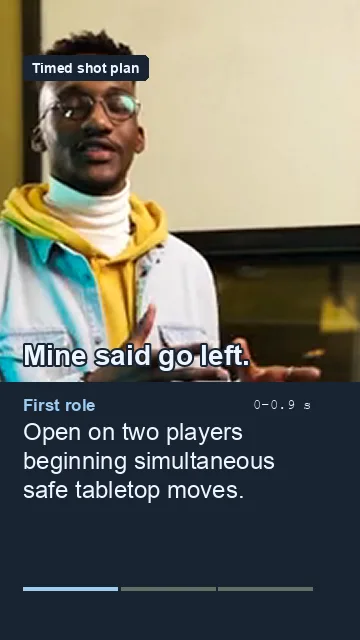 Timed shot plan
Mine said go left.
First role
0–0.9 s
Open on two players
beginning simultaneous
safe tabletop moves.